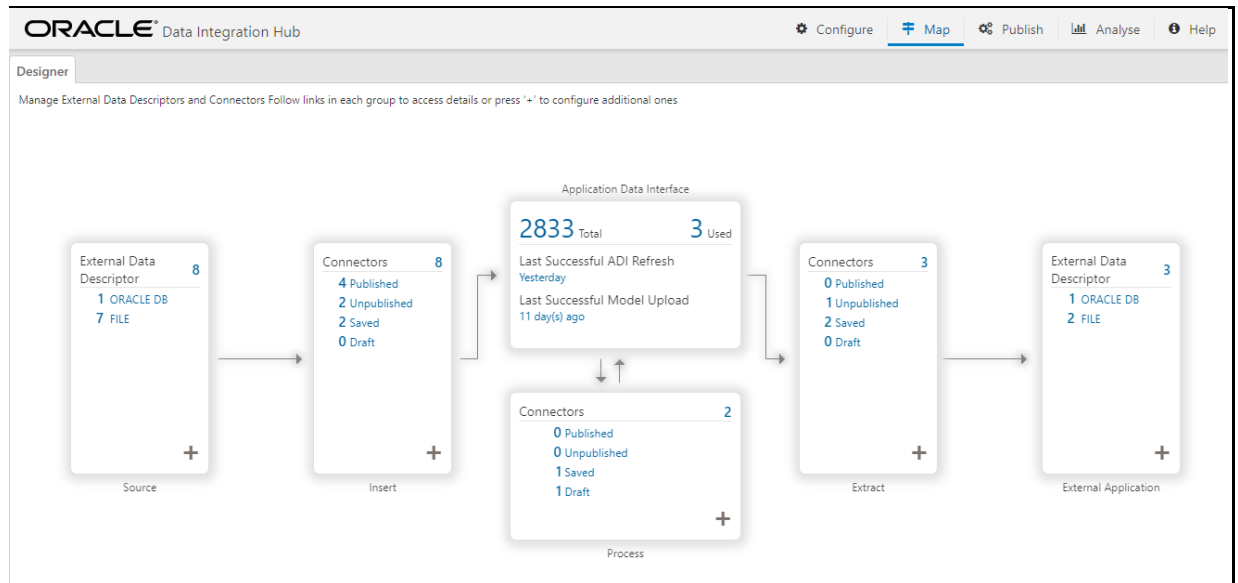 ORACLE® Data Integration Hub
Configure
Map
Publish
Analyse
Help
Designer
Manage External Data Descriptors and Connectors Follow links in each group to access details or press '+' to configure additional ones
External Data
Descriptor
8
1 ORACLE DB
7 FILE
+
Source
Connectors 8
4 Published
2 Unpublished
2 Saved
0 Draft
+
Insert
Application Data Interface
2833 Total 3 Used
Last Successful ADI Refresh
Yesterday
Last Successful Model Upload
11 day(s) ago
Connectors 2
0 Published
0 Unpublished
1 Saved
1 Draft
+
Process
Connectors 3
0 Published
1 Unpublished
2 Saved
0 Draft
+
Extract
External Data
Descriptor
3
1 ORACLE DB
2 FILE
+
External Application